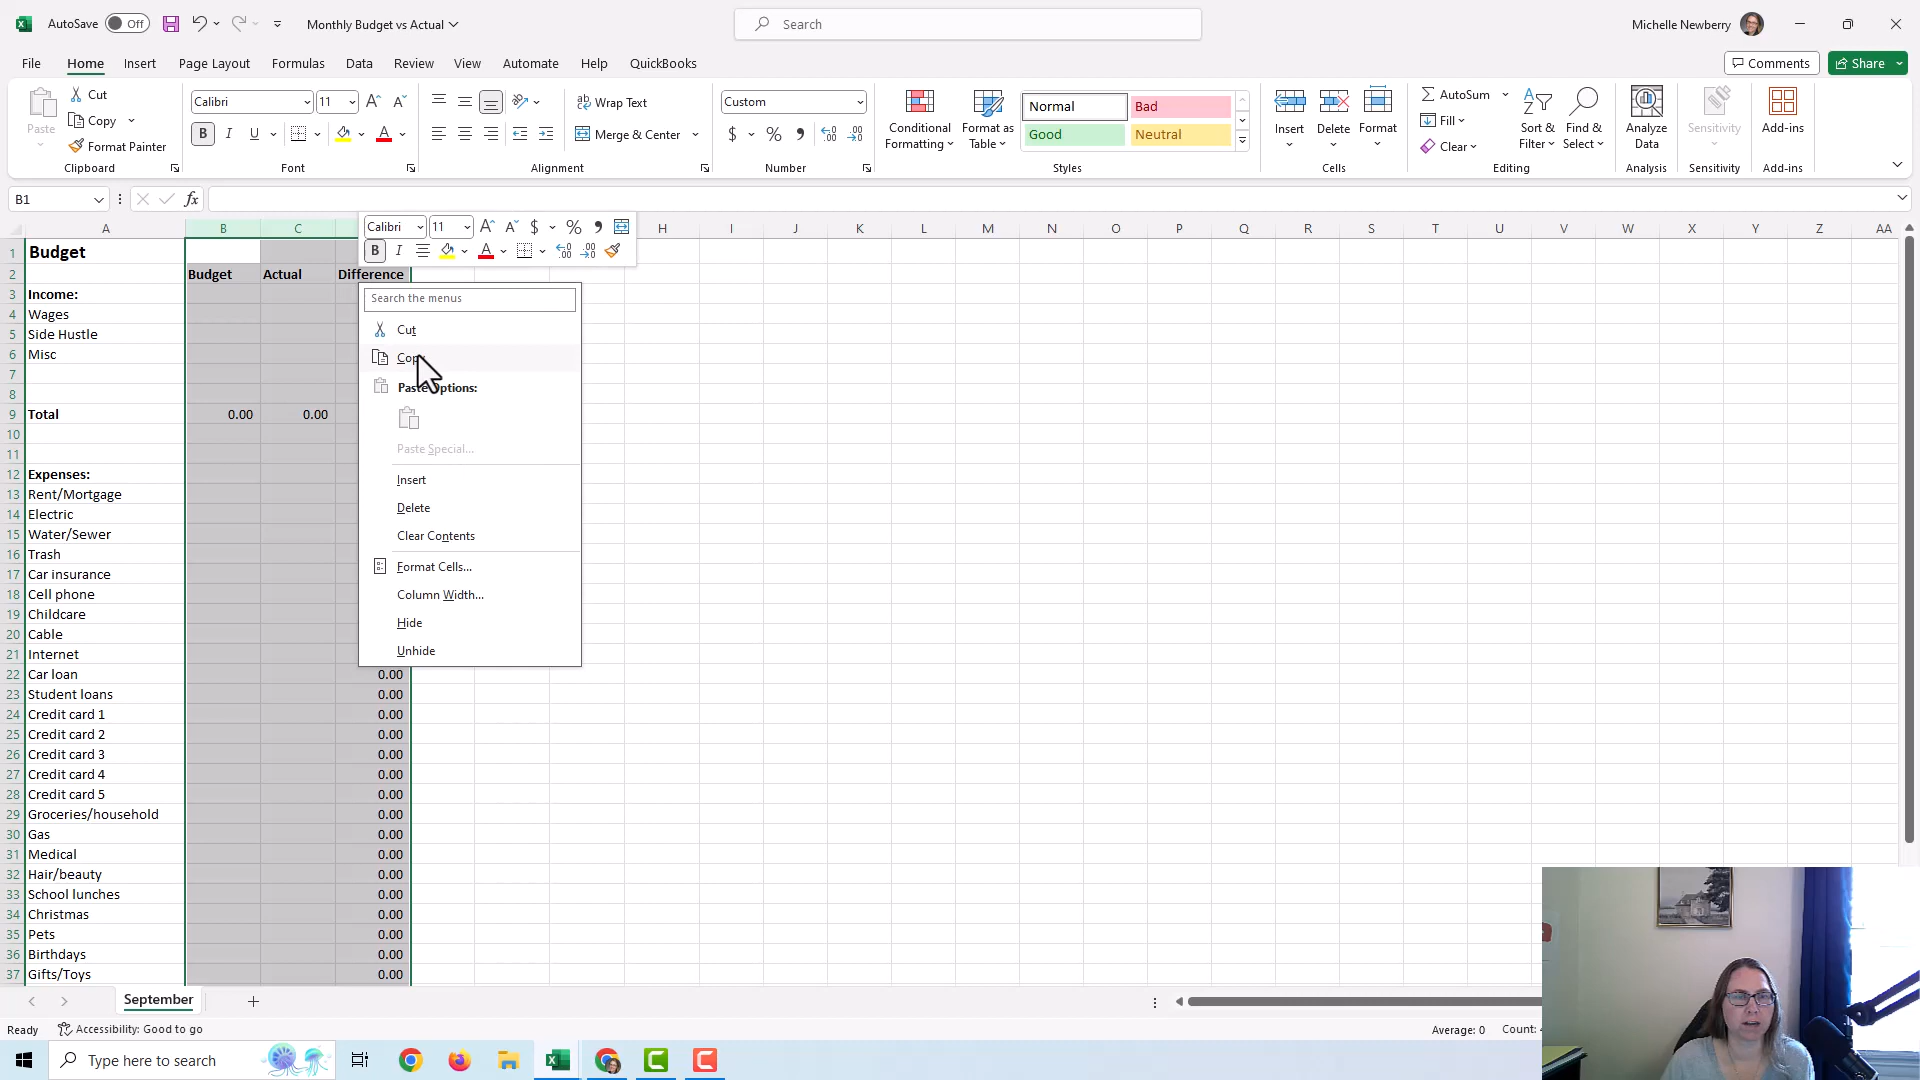 AutoSave Off Monthly Budget vs Actual Search Michelle Newberry
File Home Insert Page Layout Formulas Data Review View Automate Help QuickBooks Comments Share
Paste Cut Copy Format Painter Clipboard
Calibri 11 B I U Font
Wrap Text Merge & Center Alignment
Custom $ % Number
Conditional Formatting Format as Table Normal Bad Good Neutral Styles
Insert Delete Format Cells
AutoSum Fill Clear Sort & Filter Find & Select Editing
Analyze Data Analysis Sensitivity Sensitivity Add-ins Add-ins
B1 fx
Calibri 11 $ %
B I
A B C H I J K L M N O P Q R S T U V W X Y Z AA
1 Budget
2 Budget Actual Difference
3 Income:
4 Wages
5 Side Hustle
6 Misc
7
8
9 Total 0.00 0.00
10
11
12 Expenses:
13 Rent/Mortgage
14 Electric
15 Water/Sewer
16 Trash
17 Car insurance
18 Cell phone
19 Childcare
20 Cable
21 Internet
22 Car loan 0.00
23 Student loans 0.00
24 Credit card 1 0.00
25 Credit card 2 0.00
26 Credit card 3 0.00
27 Credit card 4 0.00
28 Credit card 5 0.00
29 Groceries/household 0.00
30 Gas 0.00
31 Medical 0.00
32 Hair/beauty 0.00
33 School lunches 0.00
34 Christmas 0.00
35 Pets 0.00
36 Birthdays 0.00
37 Gifts/Toys 0.00
Search the menus
Cut
Copy
Paste Options:
Paste Special...
Insert
Delete
Clear Contents
Format Cells...
Column Width...
Hide
Unhide
September
Ready Accessibility: Good to go Average: 0 Count:
Type here to search